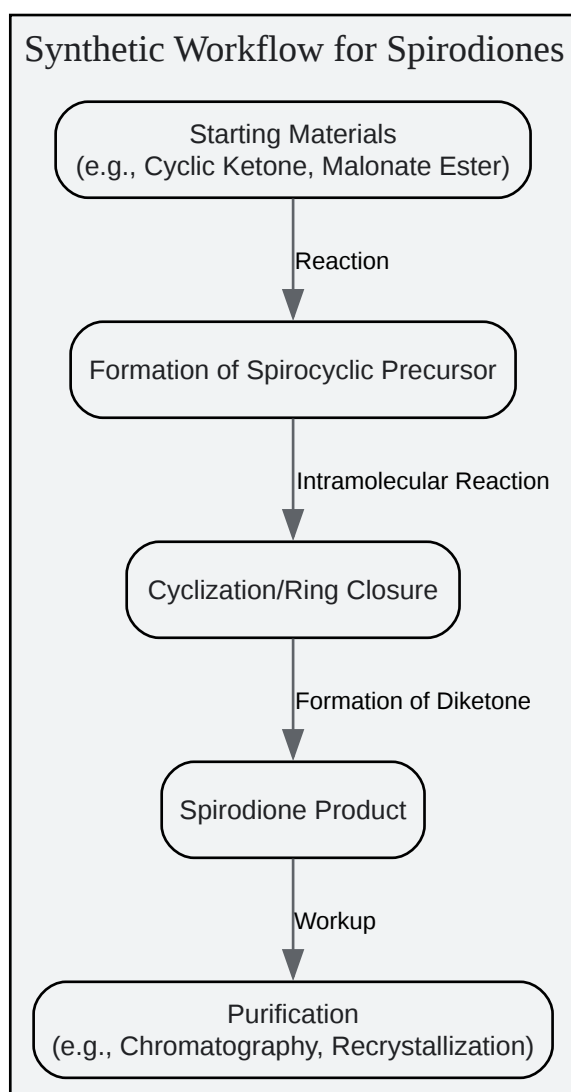 Synthetic Workflow for Spirodiones
Starting Materials
(e.g., Cyclic Ketone, Malonate Ester)
Reaction
Formation of Spirocyclic Precursor
Intramolecular Reaction
Cyclization/Ring Closure
Formation of Diketone
Spirodione Product
Workup
Purification
(e.g., Chromatography, Recrystallization)